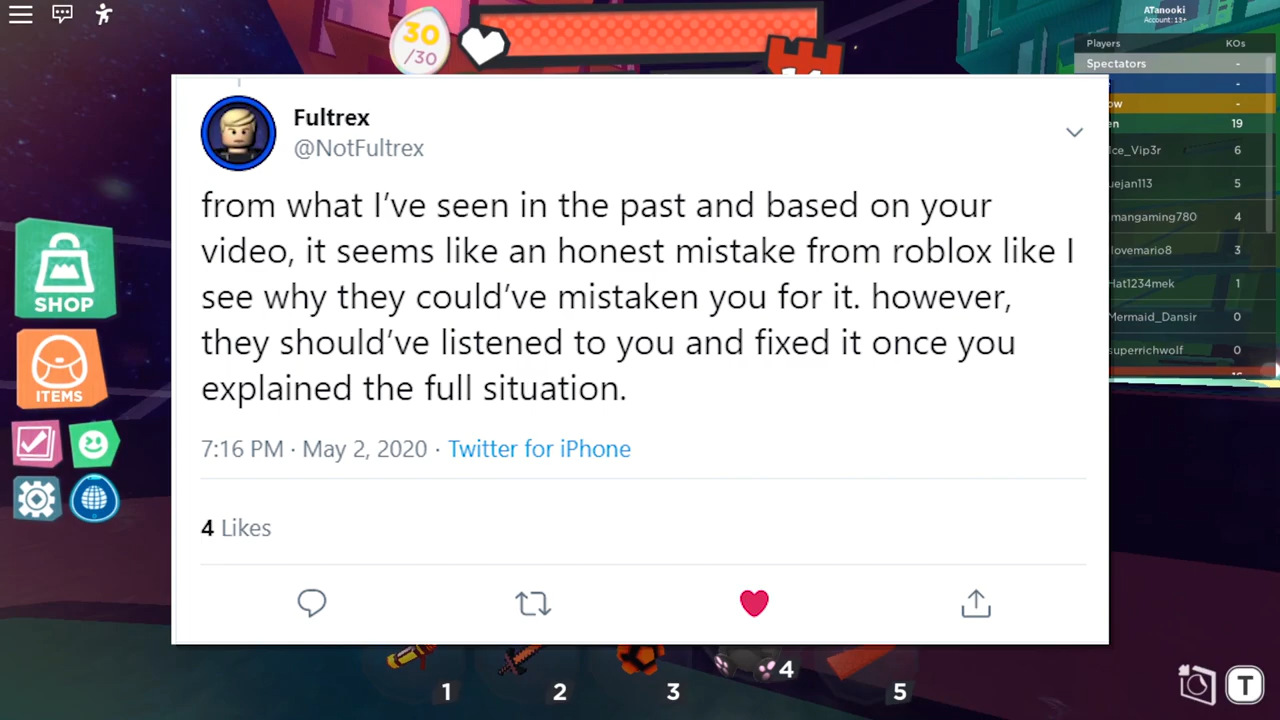 ATanooki
Account: 13+
30
/30
Players KOs
Spectators -
-
-
19
Ice_Vip3r 6
uejan113 5
mangaming780 4
lovemario8 3
Hat1234mek 1
Mermaid_Dansir 0
superrichwolf 0
Fultrex
@NotFultrex
from what I've seen in the past and based on your
video, it seems like an honest mistake from roblox like I
see why they could've mistaken you for it. however,
they should've listened to you and fixed it once you
explained the full situation.
7:16 PM · May 2, 2020 · Twitter for iPhone
4 Likes
SHOP
ITEMS
1
2
3
4
5
T